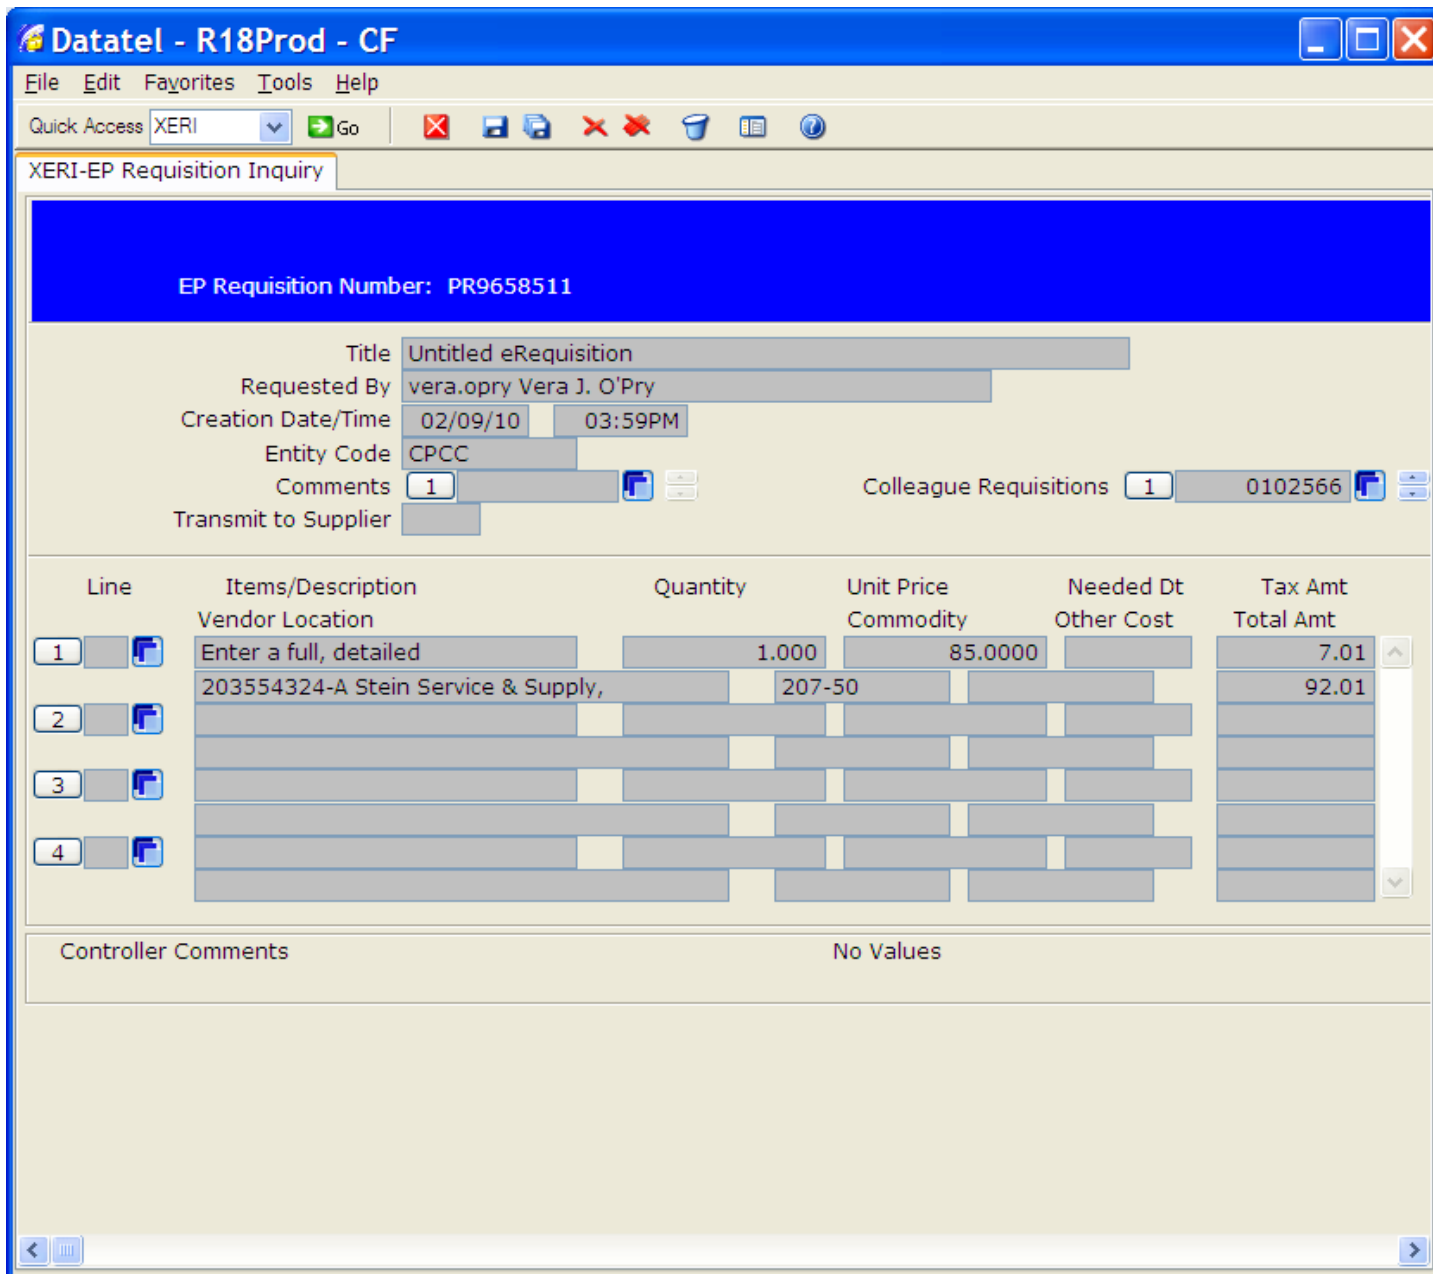 Datatel - R18Prod - CF
File Edit Favorites Tools Help
Quick Access XERI Go
XERI-EP Requisition Inquiry
EP Requisition Number: PR9658511
Title Untitled eRequisition
Requested By vera.opry Vera J. O'Pry
Creation Date/Time 02/09/10 03:59PM
Entity Code CPCC
Comments 1 Colleague Requisitions 1 0102566
Transmit to Supplier
Line Items/Description Quantity Unit Price Needed Dt Tax Amt
Vendor Location Commodity Other Cost Total Amt
1 Enter a full, detailed 1.000 85.0000 7.01
203554324-A Stein Service & Supply, 207-50 92.01
2
3
4
Controller Comments No Values